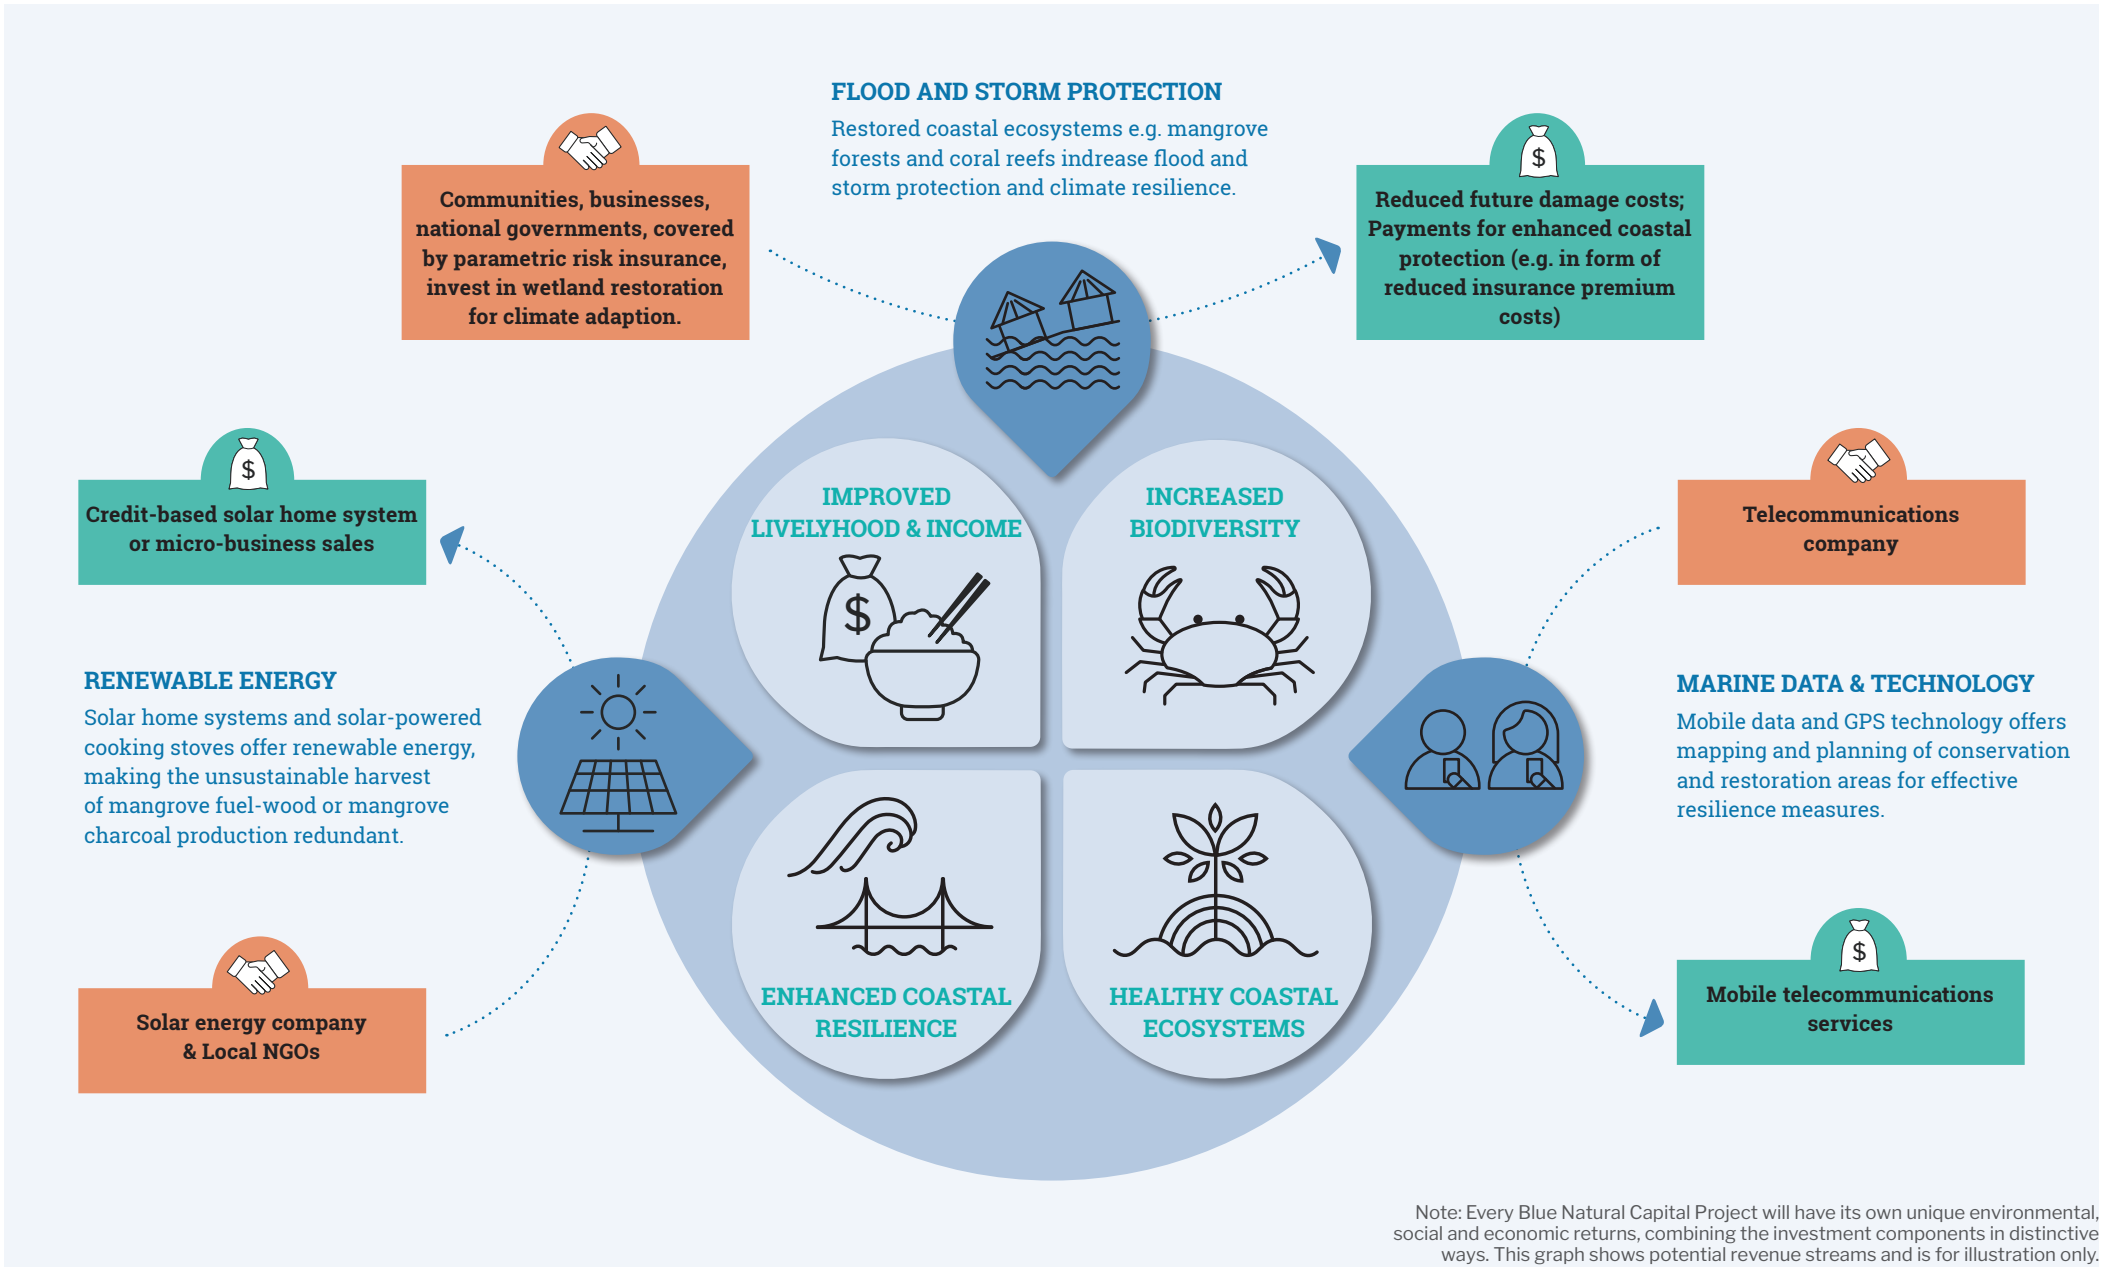 FLOOD AND STORM PROTECTION
Restored coastal ecosystems e.g. mangrove
forests and coral reefs indrease flood and
storm protection and climate resilience.
Communities, businesses,
national governments, covered
by parametric risk insurance,
invest in wetland restoration
for climate adaption.
$
Reduced future damage costs;
Payments for enhanced coastal
protection (e.g. in form of
reduced insurance premium
costs)
$
Credit-based solar home system
or micro-business sales
RENEWABLE ENERGY
Solar home systems and solar-powered
cooking stoves offer renewable energy,
making the unsustainable harvest
of mangrove fuel-wood or mangrove
charcoal production redundant.
Solar energy company
& Local NGOs
IMPROVED
LIVELYHOOD & INCOME
$
INCREASED
BIODIVERSITY
ENHANCED COASTAL
RESILIENCE
HEALTHY COASTAL
ECOSYSTEMS
Telecommunications
company
MARINE DATA & TECHNOLOGY
Mobile data and GPS technology offers
mapping and planning of conservation
and restoration areas for effective
resilience measures.
$
Mobile telecommunications
services
Note: Every Blue Natural Capital Project will have its own unique environmental,
social and economic returns, combining the investment components in distinctive
ways. This graph shows potential revenue streams and is for illustration only.